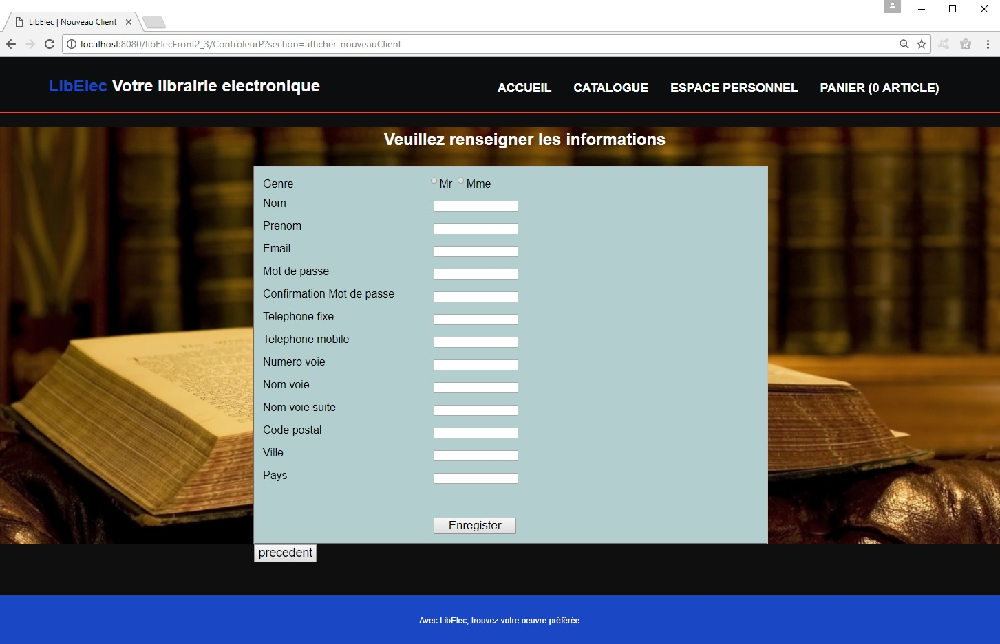 LibElec | Nouveau Client
localhost:8080/libElecFront2_3/ControleurP?section=afficher-nouveauClient
LibElec Votre librairie electronique
ACCUEIL CATALOGUE ESPACE PERSONNEL PANIER (0 ARTICLE)
Veuillez renseigner les informations
Genre Mr Mme
Nom
Prenom
Email
Mot de passe
Confirmation Mot de passe
Telephone fixe
Telephone mobile
Numero voie
Nom voie
Nom voie suite
Code postal
Ville
Pays
Enregister
precedent
Avec LibElec, trouvez votre oeuvre préfèrée